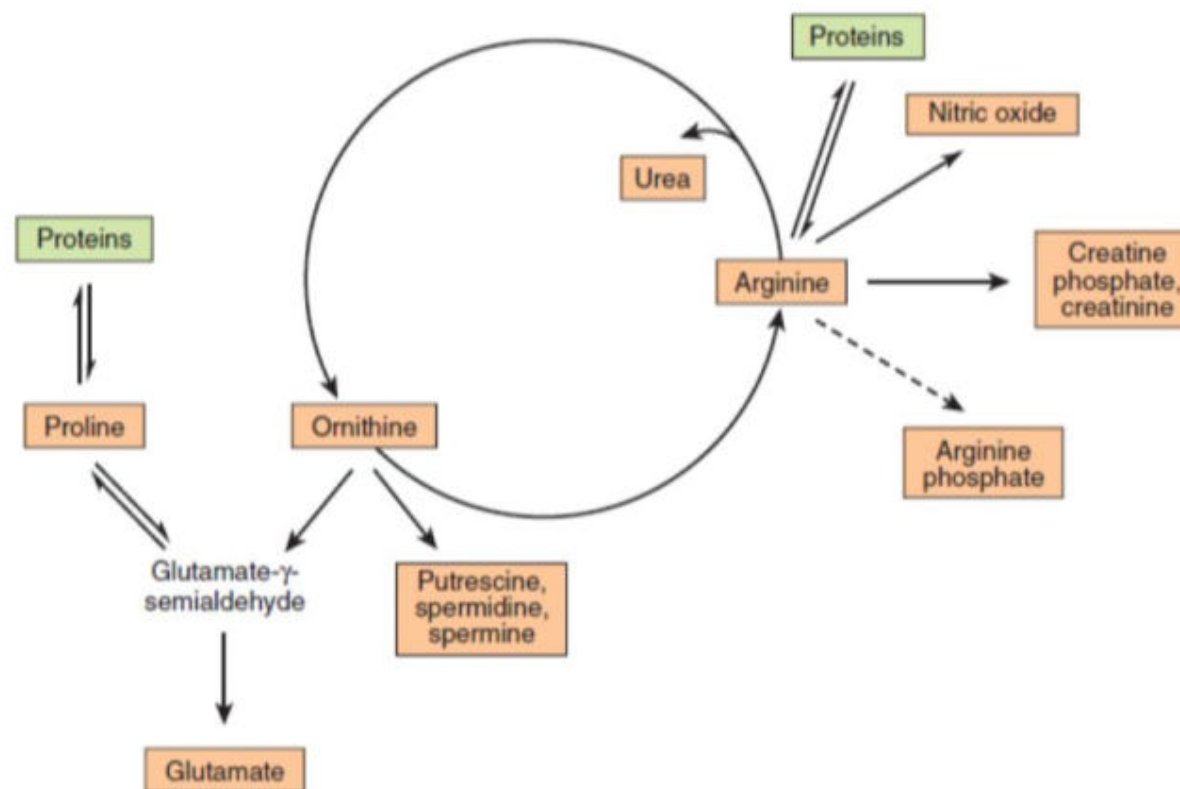 Proteins
Nitric oxide
Urea
Proteins
Creatine
phosphate,
creatinine
Arginine
Proline
Ornithine
Arginine
phosphate
Glutamate-γ-
semialdehyde
Putrescine,
spermidine,
spermine
Glutamate